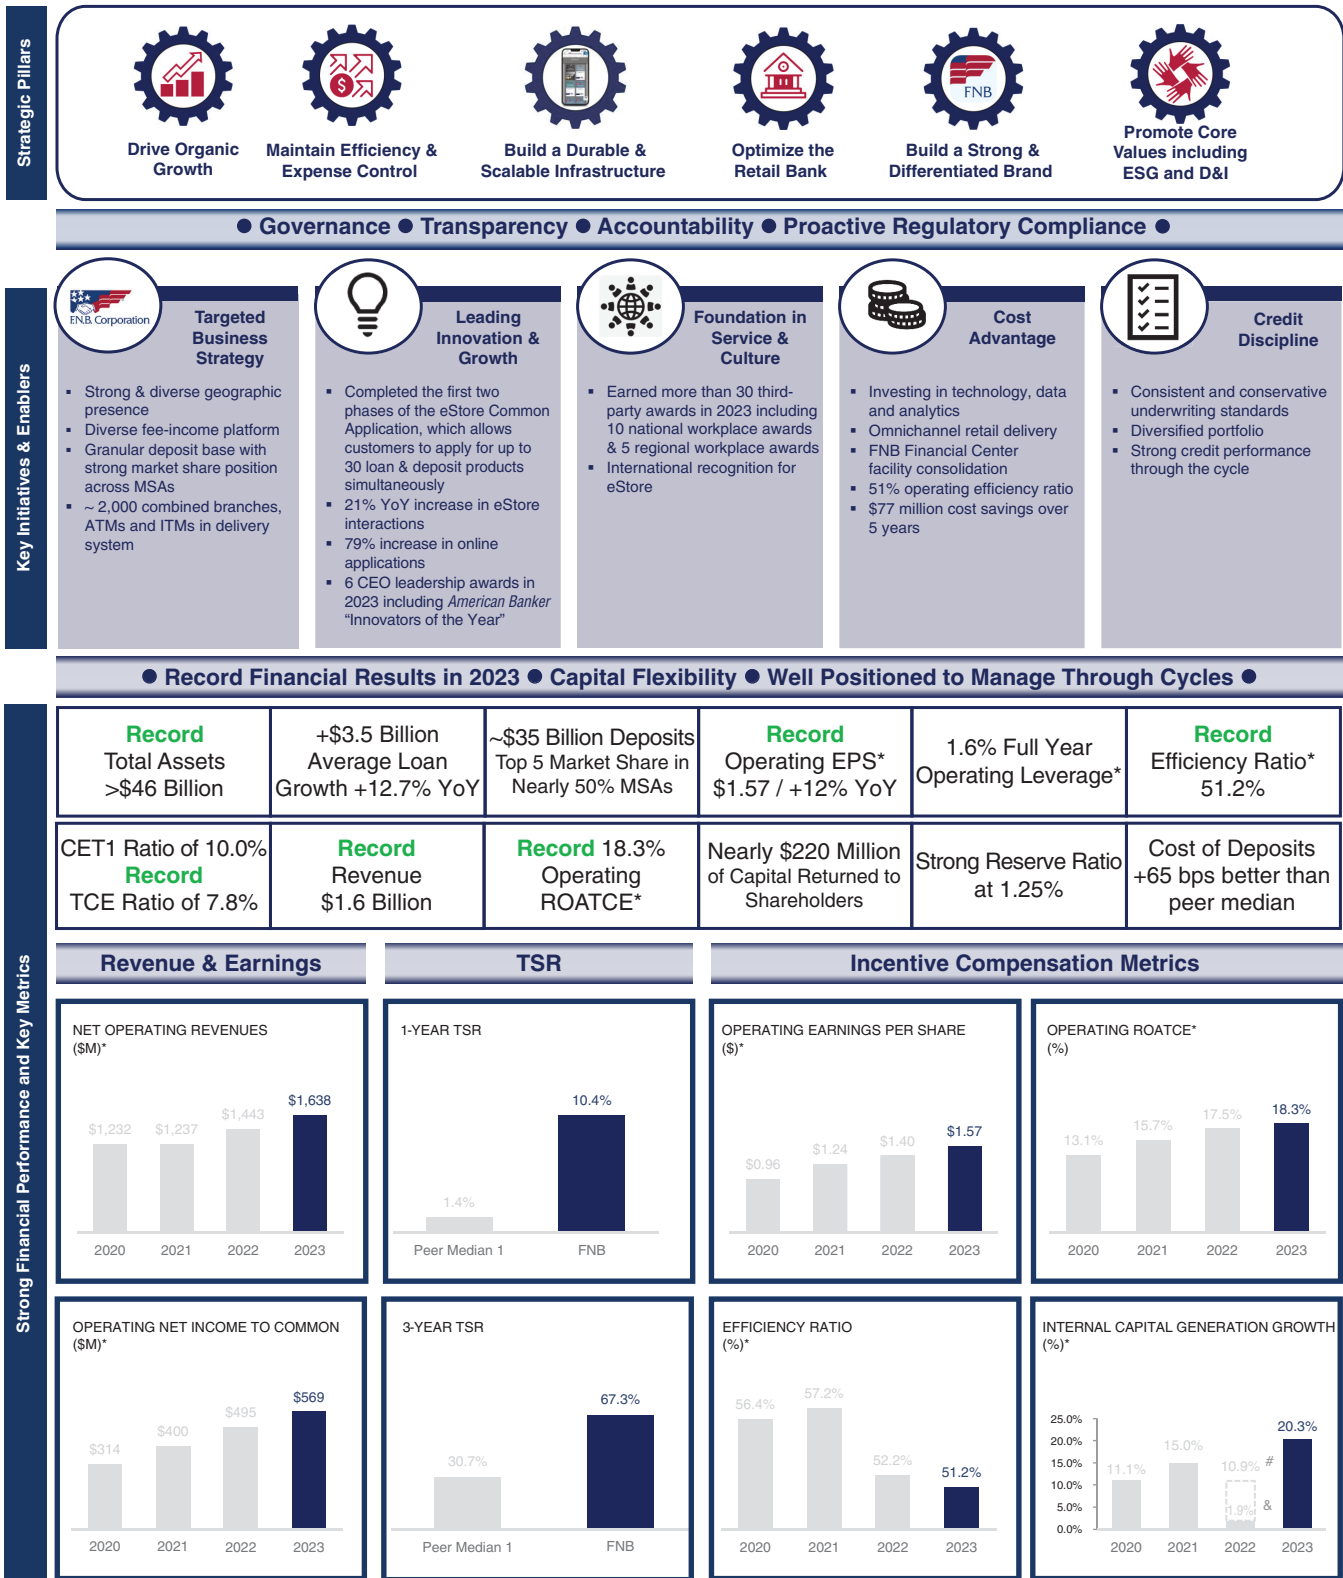 Strategic Pillars
FNB
Drive Organic
Growth
Maintain Efficiency &
Expense Control
Build a Durable &
Scalable Infrastructure
Optimize the
Retail Bank
Build a Strong &
Differentiated Brand
Promote Core
Values including
ESG and D&I
● Governance ● Transparency ● Accountability ● Proactive Regulatory Compliance ●
Key Initiatives & Enablers
F.N.B. Corporation
Targeted
Business
Strategy
▪ Strong & diverse geographic
presence
▪ Diverse fee-income platform
▪ Granular deposit base with
strong market share position
across MSAs
▪ ~ 2,000 combined branches,
ATMs and ITMs in delivery
system
Leading
Innovation &
Growth
▪ Completed the first two
phases of the eStore Common
Application, which allows
customers to apply for up to
30 loan & deposit products
simultaneously
▪ 21% YoY increase in eStore
interactions
▪ 79% increase in online
applications
▪ 6 CEO leadership awards in
2023 including American Banker
“Innovators of the Year”
Foundation in
Service &
Culture
▪ Earned more than 30 third-
party awards in 2023 including
10 national workplace awards
& 5 regional workplace awards
▪ International recognition for
eStore
Cost
Advantage
▪ Investing in technology, data
and analytics
▪ Omnichannel retail delivery
▪ FNB Financial Center
facility consolidation
▪ 51% operating efficiency ratio
▪ $77 million cost savings over
5 years
Credit
Discipline
▪ Consistent and conservative
underwriting standards
▪ Diversified portfolio
▪ Strong credit performance
through the cycle
● Record Financial Results in 2023 ● Capital Flexibility ● Well Positioned to Manage Through Cycles ●
Strong Financial Performance and Key Metrics
Record
Total Assets
>$46 Billion
+$3.5 Billion
Average Loan
Growth +12.7% YoY
~$35 Billion Deposits
Top 5 Market Share in
Nearly 50% MSAs
Record
Operating EPS*
$1.57 / +12% YoY
1.6% Full Year
Operating Leverage*
Record
Efficiency Ratio*
51.2%
CET1 Ratio of 10.0%
Record
TCE Ratio of 7.8%
Record
Revenue
$1.6 Billion
Record 18.3%
Operating
ROATCE*
Nearly $220 Million
of Capital Returned to
Shareholders
Strong Reserve Ratio
at 1.25%
Cost of Deposits
+65 bps better than
peer median
Revenue & Earnings
TSR
Incentive Compensation Metrics
NET OPERATING REVENUES
($M)*
$1,232
$1,237
$1,443
$1,638
2020 2021 2022 2023
1-YEAR TSR
1.4%
10.4%
Peer Median 1 FNB
OPERATING EARNINGS PER SHARE
($)*
$0.96
$1.24
$1.40
$1.57
2020 2021 2022 2023
OPERATING ROATCE*
(%)
13.1%
15.7%
17.5%
18.3%
2020 2021 2022 2023
OPERATING NET INCOME TO COMMON
($M)*
$314
$400
$495
$569
2020 2021 2022 2023
3-YEAR TSR
30.7%
67.3%
Peer Median 1 FNB
EFFICIENCY RATIO
(%)*
56.4%
57.2%
52.2%
51.2%
2020 2021 2022 2023
INTERNAL CAPITAL GENERATION GROWTH
(%)*
25.0%
20.0%
15.0%
10.0%
5.0%
0.0%
11.1%
15.0%
10.9% #
1.9% &
20.3%
2020 2021 2022 2023